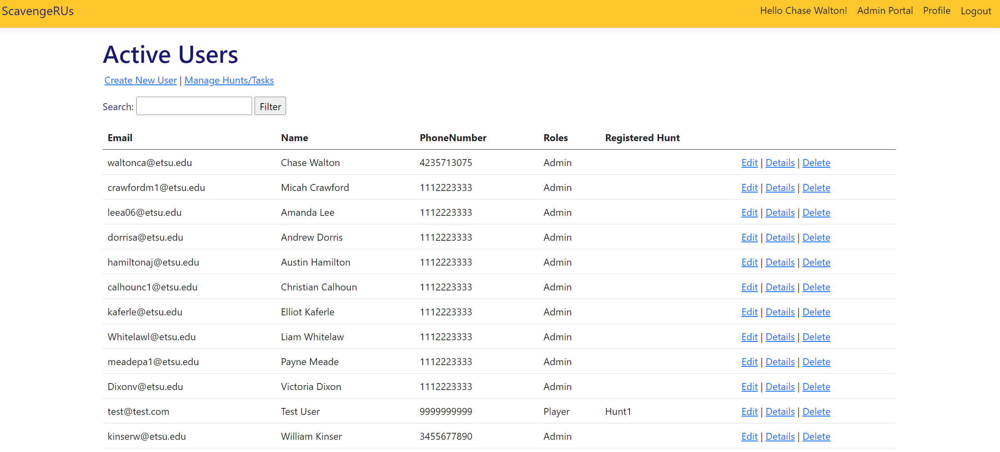 ScavengeRUs Hello Chase Walton! Admin Portal Profile Logout
Active Users
Create New User | Manage Hunts/Tasks
Search: Filter
Email Name PhoneNumber Roles Registered Hunt
waltonca@etsu.edu Chase Walton 4235713075 Admin Edit | Details | Delete
crawfordm1@etsu.edu Micah Crawford 1112223333 Admin Edit | Details | Delete
leea06@etsu.edu Amanda Lee 1112223333 Admin Edit | Details | Delete
dorrisa@etsu.edu Andrew Dorris 1112223333 Admin Edit | Details | Delete
hamiltonaj@etsu.edu Austin Hamilton 1112223333 Admin Edit | Details | Delete
calhounc1@etsu.edu Christian Calhoun 1112223333 Admin Edit | Details | Delete
kaferle@etsu.edu Elliot Kaferle 1112223333 Admin Edit | Details | Delete
Whitelawl@etsu.edu Liam Whitelaw 1112223333 Admin Edit | Details | Delete
meadepa1@etsu.edu Payne Meade 1112223333 Admin Edit | Details | Delete
Dixonv@etsu.edu Victoria Dixon 1112223333 Admin Edit | Details | Delete
test@test.com Test User 9999999999 Player Hunt1 Edit | Details | Delete
kinserw@etsu.edu William Kinser 3455677890 Admin Edit | Details | Delete